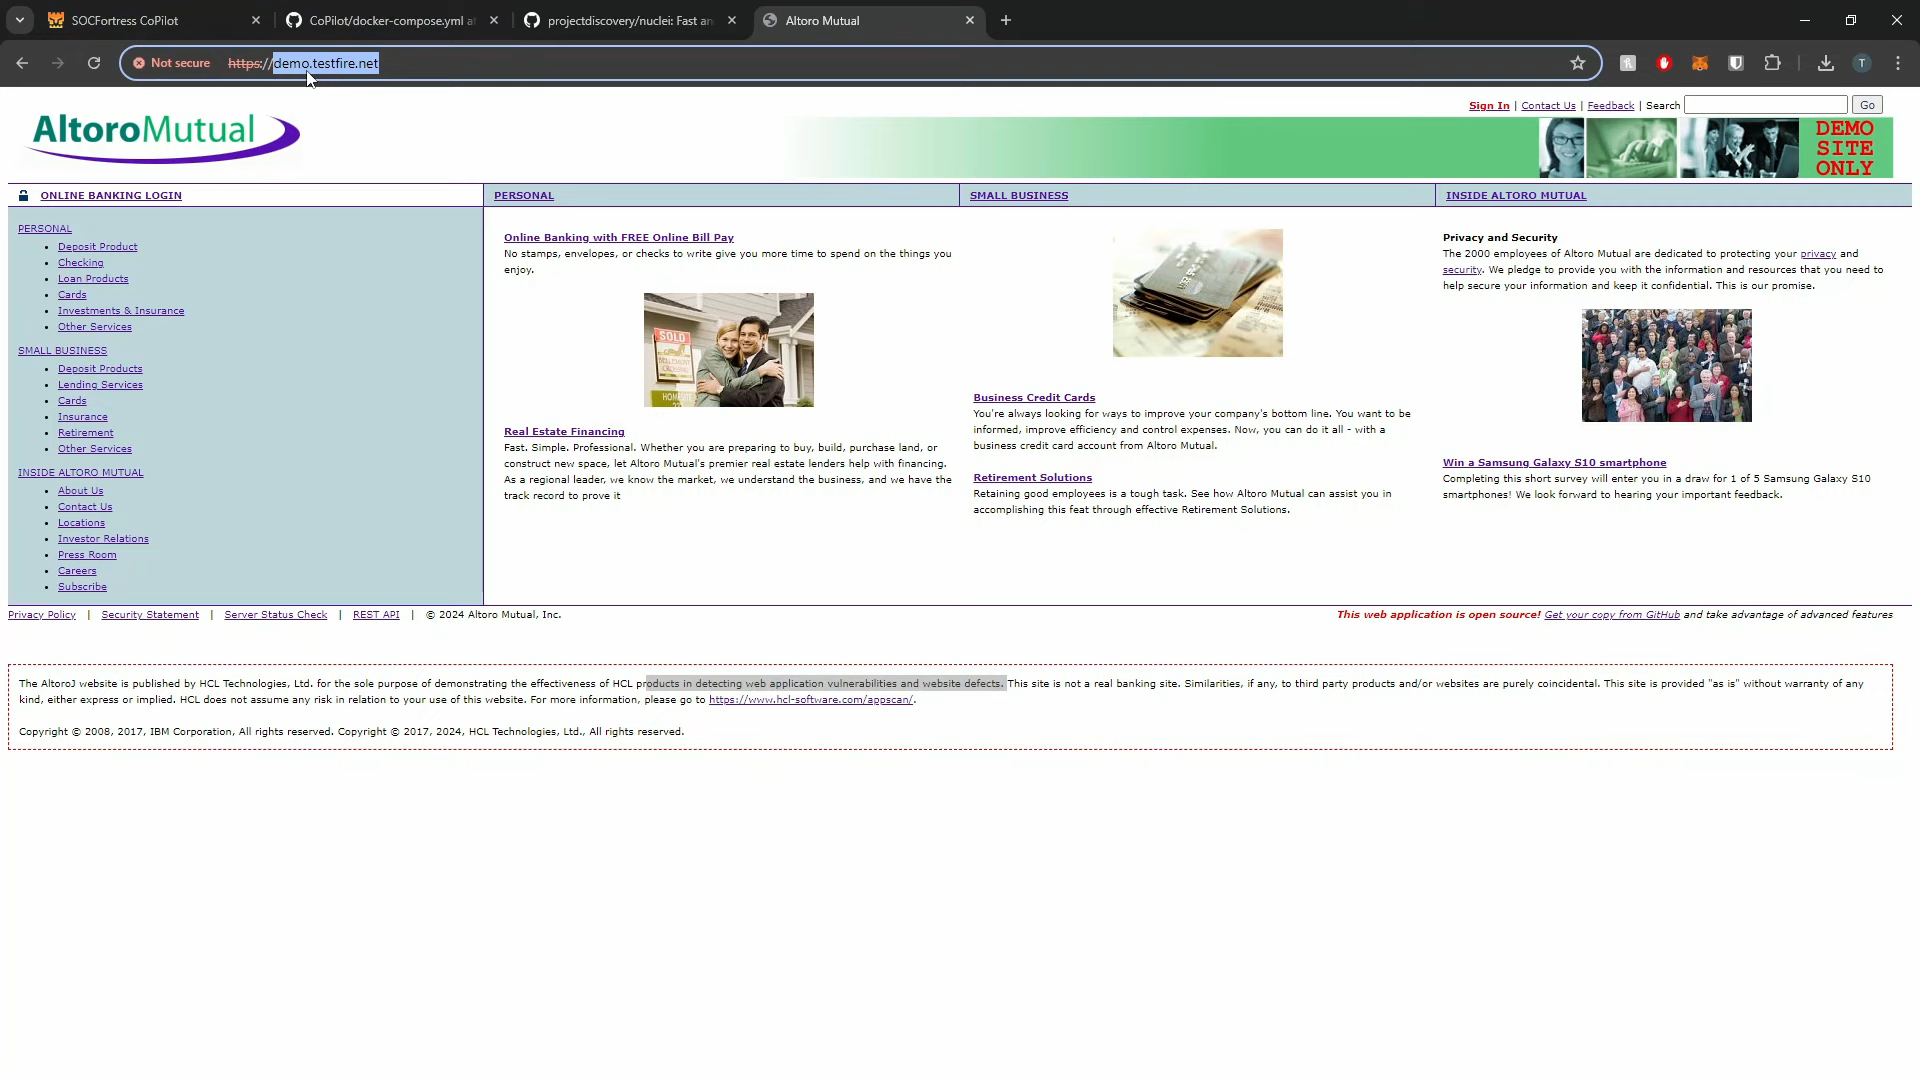 SOCFortress CoPilot
CoPilot/docker-compose.yml a
projectdiscovery/nuclei: Fast an
Altoro Mutual
Not secure https://demo.testfire.net
T
Sign In | Contact Us | Feedback | Search
Go
AltoroMutual
DEMO
SITE
ONLY
ONLINE BANKING LOGIN
PERSONAL
SMALL BUSINESS
INSIDE ALTORO MUTUAL
PERSONAL
Deposit Product
Checking
Loan Products
Cards
Investments & Insurance
Other Services
SMALL BUSINESS
Deposit Products
Lending Services
Cards
Insurance
Retirement
Other Services
INSIDE ALTORO MUTUAL
About Us
Contact Us
Locations
Investor Relations
Press Room
Careers
Subscribe
Online Banking with FREE Online Bill Pay
No stamps, envelopes, or checks to write give you more time to spend on the things you
enjoy.
SOLD
Real Estate Financing
Fast. Simple. Professional. Whether you are preparing to buy, build, purchase land, or
construct new space, let Altoro Mutual's premier real estate lenders help with financing.
As a regional leader, we know the market, we understand the business, and we have the
track record to prove it
Business Credit Cards
You're always looking for ways to improve your company's bottom line. You want to be
informed, improve efficiency and control expenses. Now, you can do it all - with a
business credit card account from Altoro Mutual.
Retirement Solutions
Retaining good employees is a tough task. See how Altoro Mutual can assist you in
accomplishing this feat through effective Retirement Solutions.
Privacy and Security
The 2000 employees of Altoro Mutual are dedicated to protecting your privacy and
security. We pledge to provide you with the information and resources that you need to
help secure your information and keep it confidential. This is our promise.
Win a Samsung Galaxy S10 smartphone
Completing this short survey will enter you in a draw for 1 of 5 Samsung Galaxy S10
smartphones! We look forward to hearing your important feedback.
Privacy Policy | Security Statement | Server Status Check | REST API | © 2024 Altoro Mutual, Inc.
This web application is open source! Get your copy from GitHub and take advantage of advanced features
The AltoroJ website is published by HCL Technologies, Ltd. for the sole purpose of demonstrating the effectiveness of HCL products in detecting web application vulnerabilities and website defects. This site is not a real banking site. Similarities, if any, to third party products and/or websites are purely coincidental. This site is provided "as is" without warranty of any
kind, either express or implied. HCL does not assume any risk in relation to your use of this website. For more information, please go to https://www.hcl-software.com/appscan/.
Copyright © 2008, 2017, IBM Corporation, All rights reserved. Copyright © 2017, 2024, HCL Technologies, Ltd., All rights reserved.